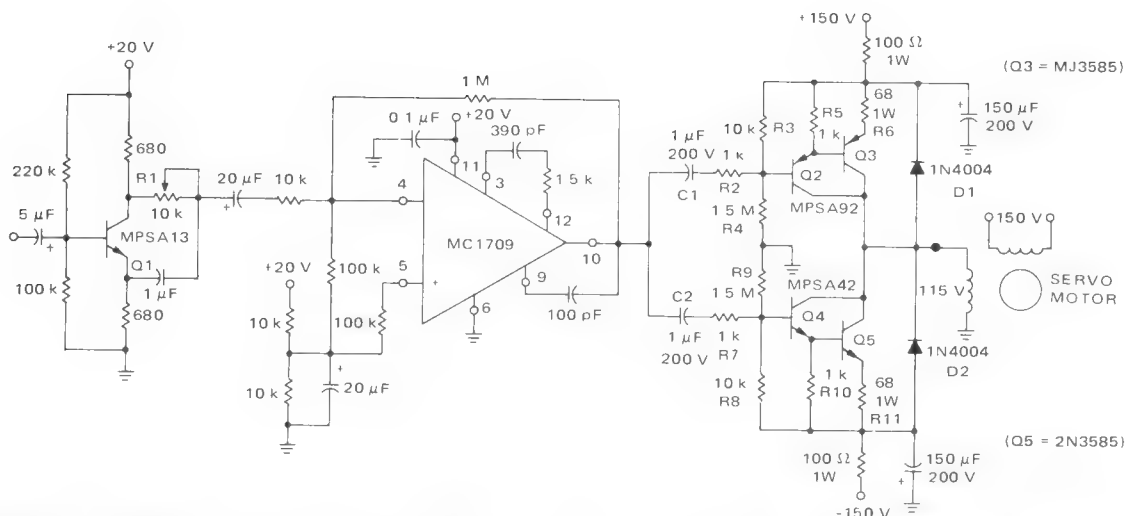 +20 V
220 k
680
R1
10 k
5 µF
+
MPSA13
Q1
1 µF
100 k
680
20 µF
+
10 k
+20 V
10 k
10 k
100 k
100 k
+
20 µF
1 M
0 1 µF
+20 V
390 pF
11
3
1 5 k
4
12
MC1709
5
+
10
9
6
100 pF
1 µF
200 V
C1
1 k
R2
C2
1 µF
200 V
1 k
R7
+150 V
100 Ω
1W
(Q3 = MJ3585)
R3
10 k
R5
1 k
68
1W
R6
+
150 µF
200 V
Q3
Q2
MPSA92
1N4004
D1
1 5 M
R4
R9
1 5 M
MPSA42
Q4
Q5
150 V
115 V
SERVO
MOTOR
1N4004
D2
10 k
R8
1 k
R10
68
1W
R11
(Q5 = 2N3585)
100 Ω
1W
150 µF
200 V
+
-150 V